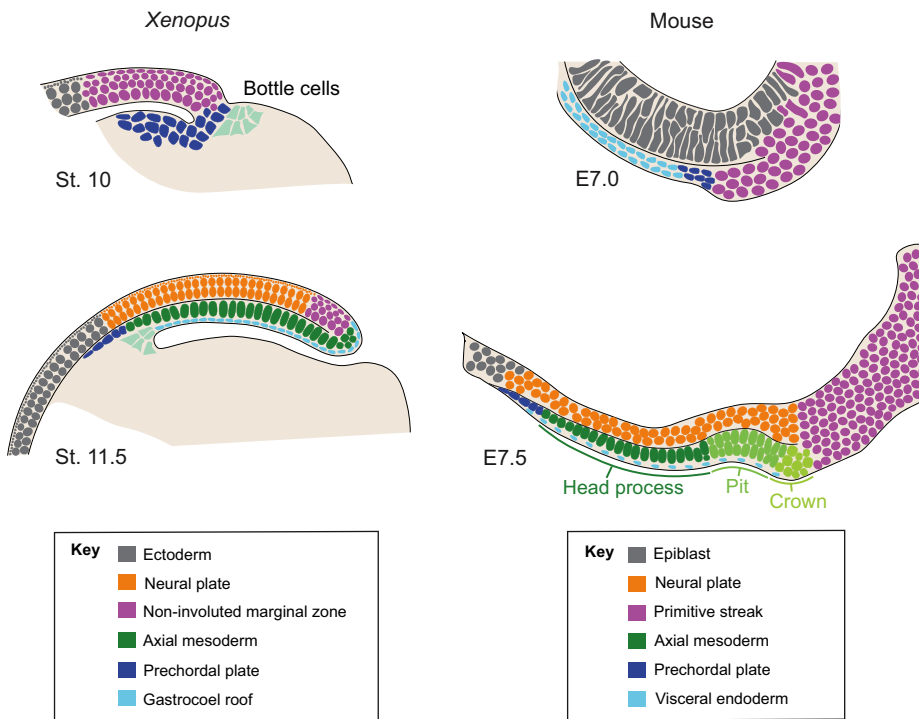 Xenopus
Mouse
Bottle cells
St. 10
E7.0
St. 11.5
E7.5
Head process
Pit
Crown
Key
Ectoderm
Neural plate
Non-involuted marginal zone
Axial mesoderm
Prechordal plate
Gastrocoel roof
Key
Epiblast
Neural plate
Primitive streak
Axial mesoderm
Prechordal plate
Visceral endoderm